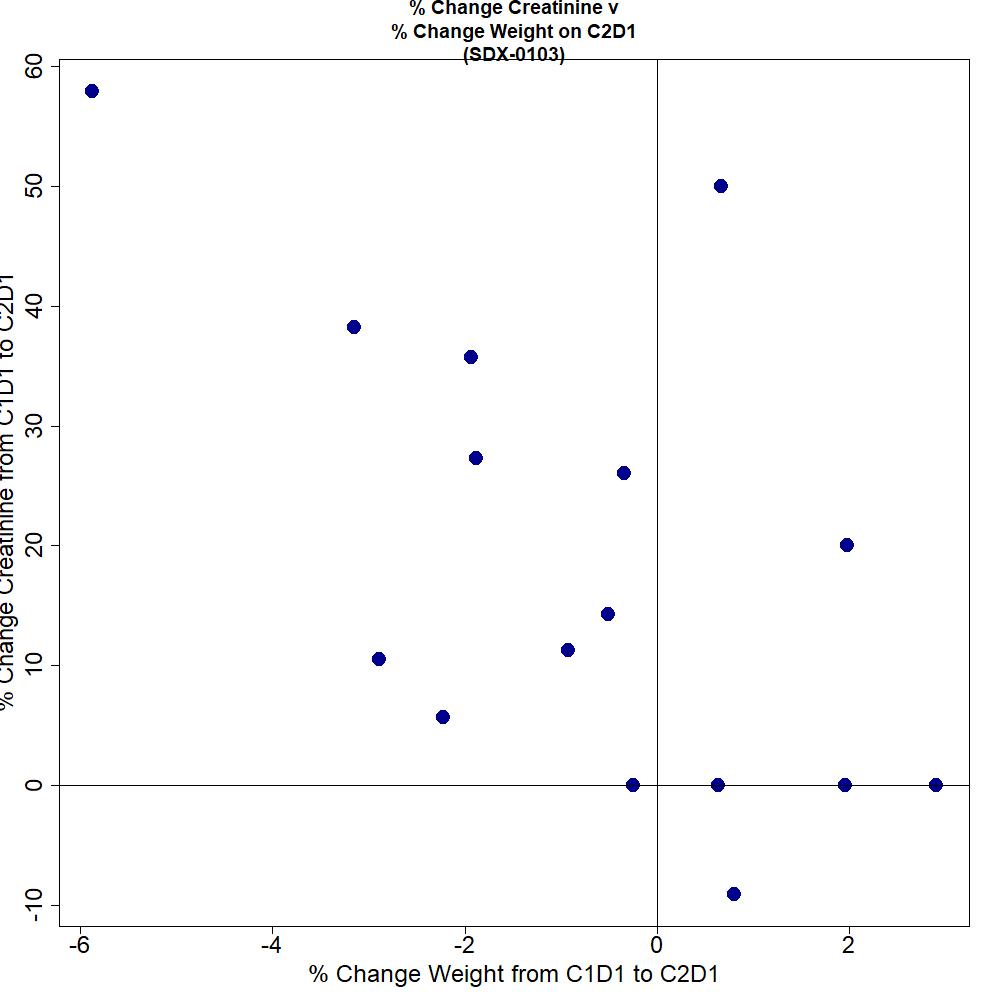 % Change Creatinine v
% Change Weight on C2D1
(SDX-0103)
% Change Creatinine from C1D1 to C2D1
60
50
40
30
20
10
0
-10
-6
-4
-2
0
2
% Change Weight from C1D1 to C2D1